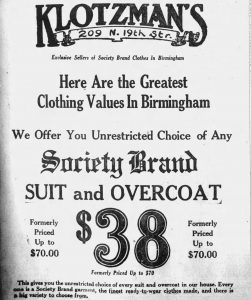 KLOTZMAN'S
209 N. 19th Str.
Exclusive Sellers of Society Brand Clothes In Birmingham
Here Are the Greatest
Clothing Values In Birmingham
We Offer You Unrestricted Choice of Any
Society Brand
SUIT and OVERCOAT
Formerly
Priced
Up to
$70.00
$38
Formerly
Priced
Up to
$70.00
Formerly Priced Up to $70
This gives you the unrestricted choice of every suit and overcoat in our house. Every
one is a Society Brand garment, the finest ready-to-wear clothes made, and there is
a big variety to choose from.